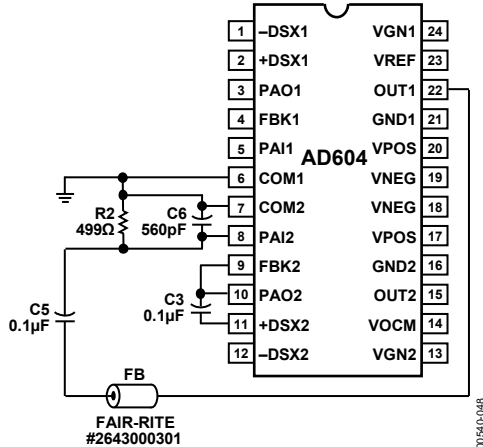 1 –DSX1 VGN1 24
2 +DSX1 VREF 23
3 PAO1 OUT1 22
4 FBK1 GND1 21
5 PAI1 VPOS 20
AD604
6 COM1 VNEG 19
7 COM2 VNEG 18
8 PAI2 VPOS 17
9 FBK2 GND2 16
10 PAO2 OUT2 15
11 +DSX2 VOCM 14
12 –DSX2 VGN2 13
R2
499Ω
C6
560pF
C3
0.1µF
C5
0.1µF
FB
FAIR-RITE
#2643000301
00540-048